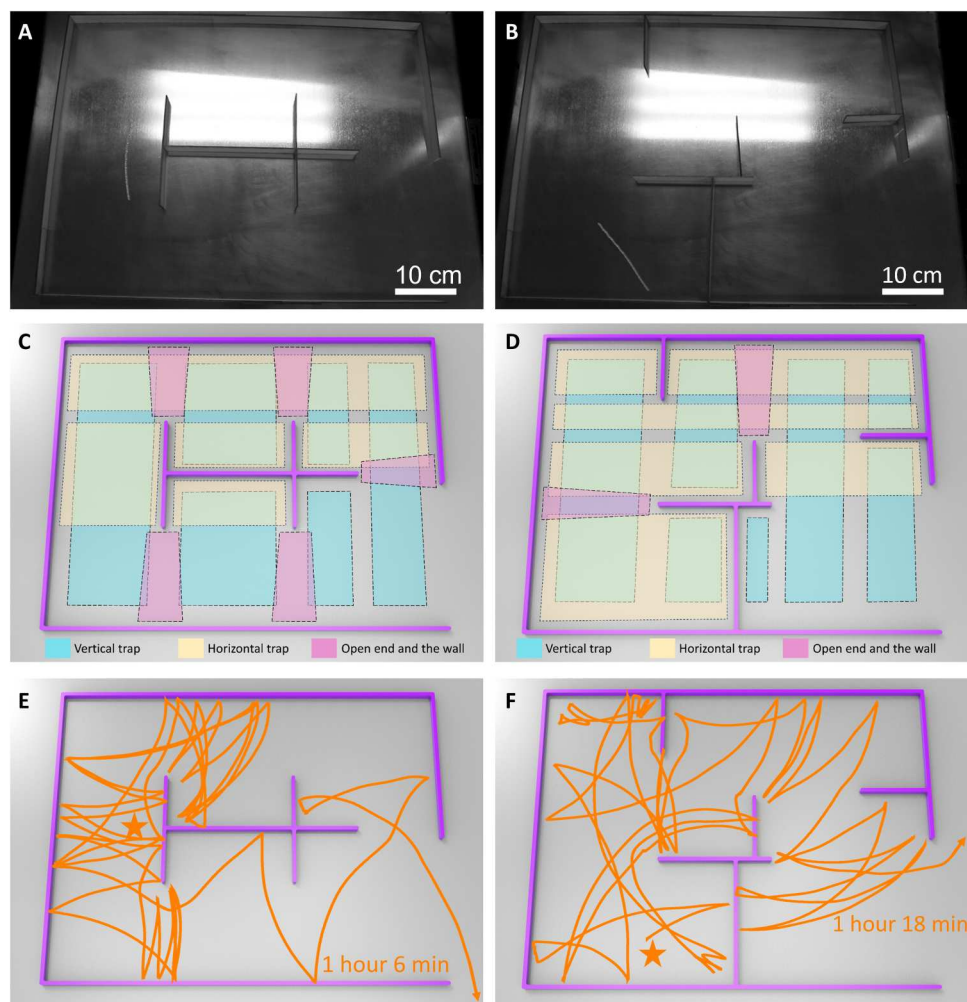 A
10 cm
B
10 cm
C
Vertical trap
Horizontal trap
Open end and the wall
D
Vertical trap
Horizontal trap
Open end and the wall
E
1 hour 6 min
F
1 hour 18 min